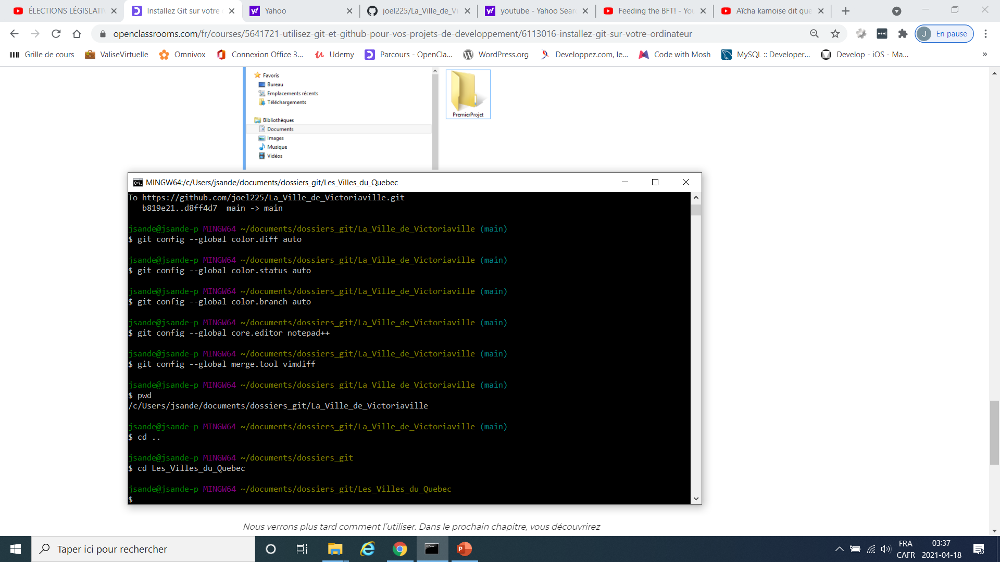 ÉLECTIONS LÉGISLATIV
Installez Git sur votre
Yahoo
joel225/La_Ville_de_Vi
youtube - Yahoo Sear
Feeding the BFT! - You
Aïcha kamoise dit que
openclassrooms.com/fr/courses/5641721-utilisez-git-et-github-pour-vos-projets-de-developpement/6113016-installez-git-sur-votre-ordinateur
J En pause
Grille de cours
ValiseVirtuelle
Omnivox
Connexion Office 3...
Udemy
Parcours - OpenCla...
WordPress.org
Developpez.com, le...
Code with Mosh
MySQL :: Developer...
Develop - iOS - Ma...
»
Favoris
Bureau
Emplacements récents
Téléchargements
Bibliothèques
Documents
Images
Musique
Vidéos
PremierProjet
MINGW64:/c/Users/jsande/documents/dossiers_git/Les_Villes_du_Quebec
To https://github.com/joel225/La_Ville_de_Victoriaville.git
b819e21..d8ff4d7 main -> main
jsande@jsande-p MINGW64 ~/documents/dossiers_git/La_Ville_de_Victoriaville (main)
$ git config --global color.diff auto
jsande@jsande-p MINGW64 ~/documents/dossiers_git/La_Ville_de_Victoriaville (main)
$ git config --global color.status auto
jsande@jsande-p MINGW64 ~/documents/dossiers_git/La_Ville_de_Victoriaville (main)
$ git config --global color.branch auto
jsande@jsande-p MINGW64 ~/documents/dossiers_git/La_Ville_de_Victoriaville (main)
$ git config --global core.editor notepad++
jsande@jsande-p MINGW64 ~/documents/dossiers_git/La_Ville_de_Victoriaville (main)
$ git config --global merge.tool vimdiff
jsande@jsande-p MINGW64 ~/documents/dossiers_git/La_Ville_de_Victoriaville (main)
$ pwd
/c/Users/jsande/documents/dossiers_git/La_Ville_de_Victoriaville
jsande@jsande-p MINGW64 ~/documents/dossiers_git/La_Ville_de_Victoriaville (main)
$ cd ..
jsande@jsande-p MINGW64 ~/documents/dossiers_git
$ cd Les_Villes_du_Quebec
jsande@jsande-p MINGW64 ~/documents/dossiers_git/Les_Villes_du_Quebec
$
Nous verrons plus tard comment l'utiliser. Dans le prochain chapitre, vous découvrirez
Taper ici pour rechercher
FRA
CAFR
03:37
2021-04-18